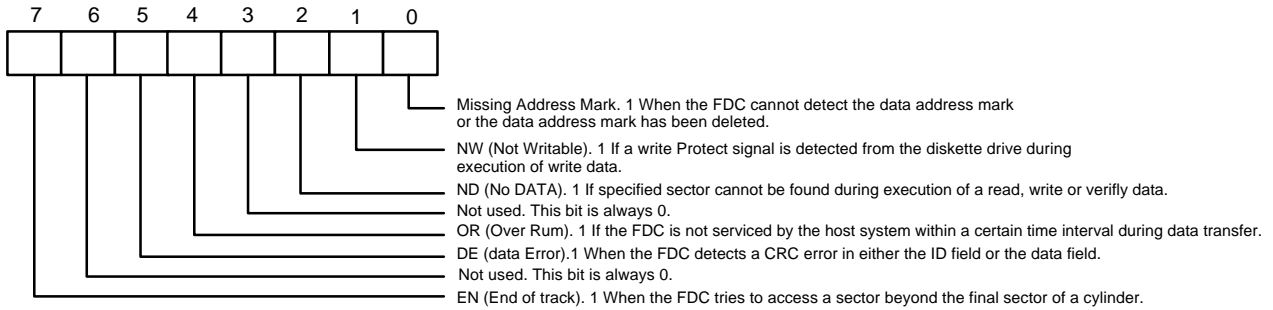 7 6 5 4 3 2 1 0
Missing Address Mark. 1 When the FDC cannot detect the data address mark
or the data address mark has been deleted.
NW (Not Writable). 1 If a write Protect signal is detected from the diskette drive during
execution of write data.
ND (No DATA). 1 If specified sector cannot be found during execution of a read, write or verifly data.
Not used. This bit is always 0.
OR (Over Rum). 1 If the FDC is not serviced by the host system within a certain time interval during data transfer.
DE (data Error).1 When the FDC detects a CRC error in either the ID field or the data field.
Not used. This bit is always 0.
EN (End of track). 1 When the FDC tries to access a sector beyond the final sector of a cylinder.